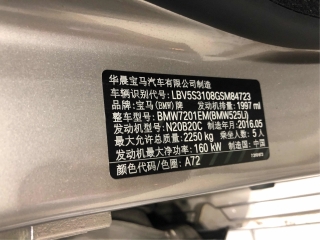 华晨宝马汽车有限公司制造
车辆识别代号: LBV5S3108GSM84723
品牌: 宝马(BMW)牌 发动机排量: 1997 ml
整车型号: BMW7201EM(BMW525Li)
发动机型号: N20B20C 制造年月: 2016.05
最大允许总质量: 2250 kg 乘坐人数: 5 人
发动机最大净功率: 160 kW 制造国: 中国
颜色代码/色圈: A72